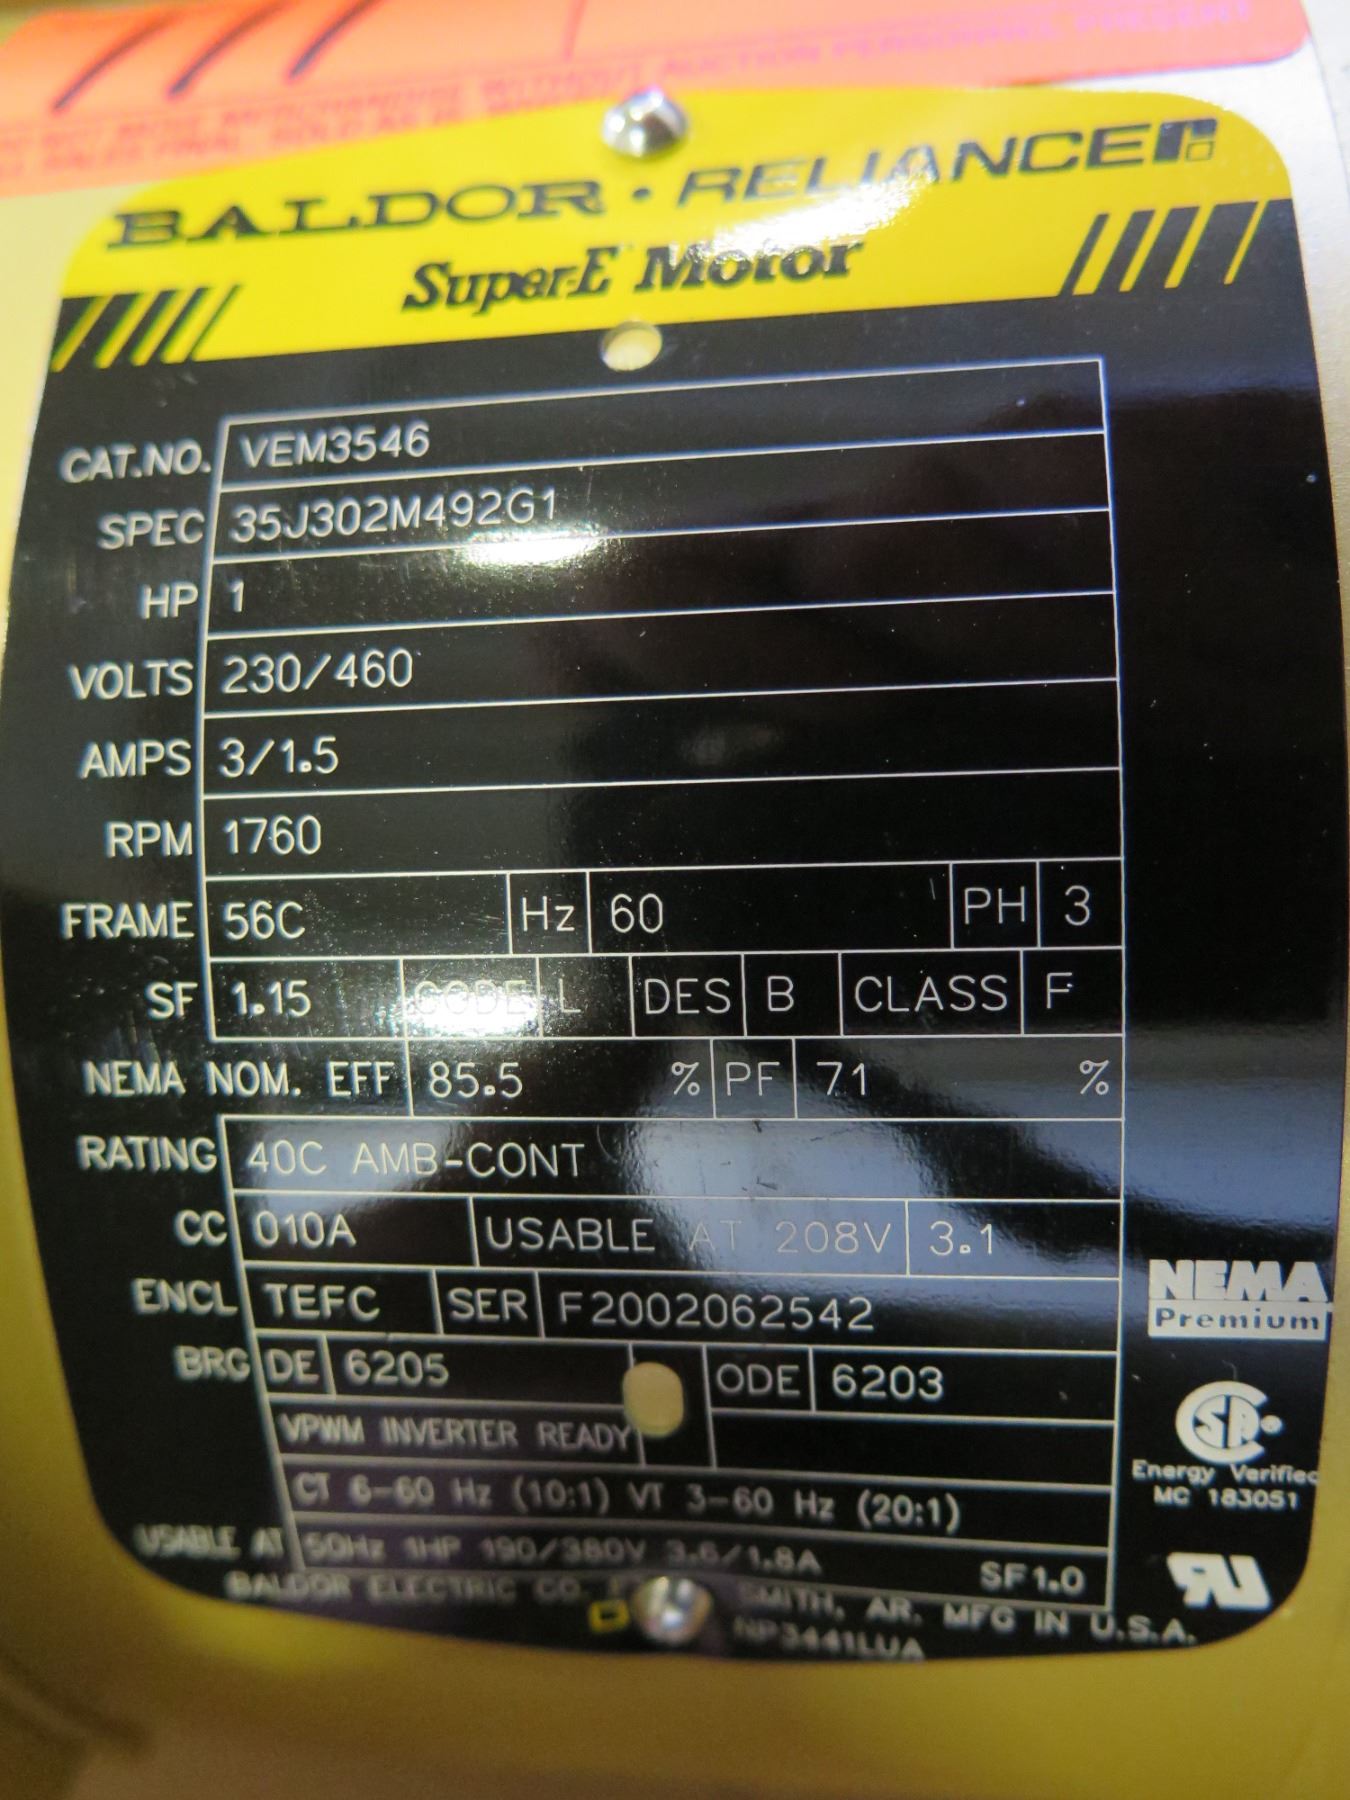 AUCTION PERSONNEL PRESENT
BALDOR · RELIANCE
Super-E Motor
CAT.NO. VEM3546
SPEC 35J302M492G1
HP 1
VOLTS 230/460
AMPS 3/1.5
RPM 1760
FRAME 56C Hz 60 PH 3
SF 1.15 CODE L DES B CLASS F
NEMA NOM. EFF 85.5 % PF 71 %
RATING 40C AMB-CONT
CC 010A USABLE AT 208V 3.1
ENCL TEFC SER F2002062542
BRG DE 6205 ODE 6203
VPWM INVERTER READY
CT 6-60 Hz (10:1) VT 3-60 Hz (20:1)
USABLE AT 50Hz 1HP 190/380V 3.6/1.8A SF1.0
BALDOR ELECTRIC CO. SMITH, AR. MFG IN U.S.A.
NP3441LUA
NEMA
Premium
SA
Energy Verified
MC 183051
RU